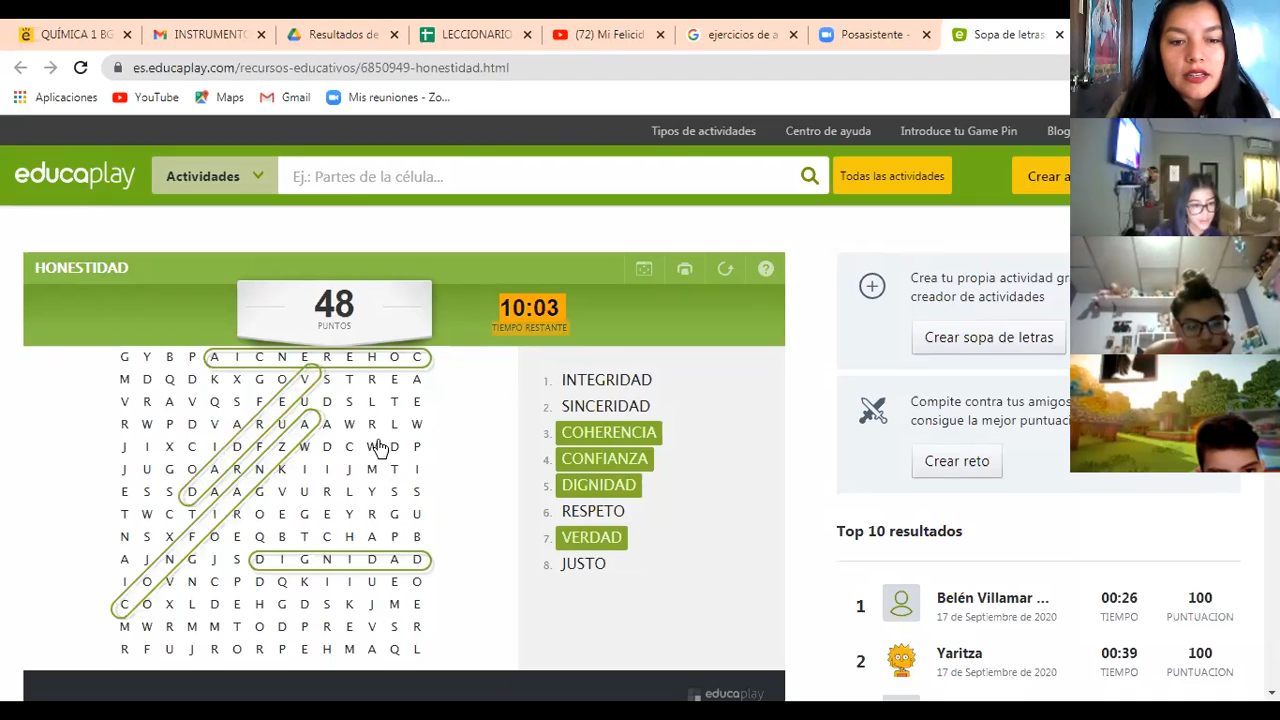 QUÍMICA 1 BG
INSTRUMENTO
Resultados de
LECCIONARIO
(72) Mi Felicid
ejercicios de a
Posasistente -
Sopa de letras
es.educaplay.com/recursos-educativos/6850949-honestidad.html
Aplicaciones YouTube Maps Gmail Mis reuniones - Zo...
Tipos de actividades Centro de ayuda Introduce tu Game Pin Blog
educaplay Actividades Ej.: Partes de la célula... Todas las actividades Crear a
HONESTIDAD
48
PUNTOS
10:03
TIEMPO RESTANTE
G Y B P A I C N E R E H O C
M D Q D K X G O V S T R E A
V R A V Q S F E U D S L T E
R W P D V A R U A A W R L W
J I X C I D F Z W D C W D P
J U G O A R N K I I J M T I
E S S D A A G V U R L Y S S
T W C T I R O E G E Y R G U
N S X F O E Q B T C H A P B
A J N G J S D I G N I D A D
I O V N C P D Q K I I U E O
C O X L D E H G D S K J M E
M W R M M T O D P R E V S R
R F U J R O R P E H M A Q L
1. INTEGRIDAD
2. SINCERIDAD
3. COHERENCIA
4. CONFIANZA
5. DIGNIDAD
6. RESPETO
7. VERDAD
8. JUSTO
educaplay
Crea tu propia actividad gr
creador de actividades
Crear sopa de letras
Compite contra tus amigos
consigue la mejor puntuac
Crear reto
Top 10 resultados
1 Belén Villamar ... 00:26 100
17 de Septiembre de 2020 TIEMPO PUNTUACION
2 Yaritza 00:39 100
17 de Septiembre de 2020 TIEMPO PUNTUACION